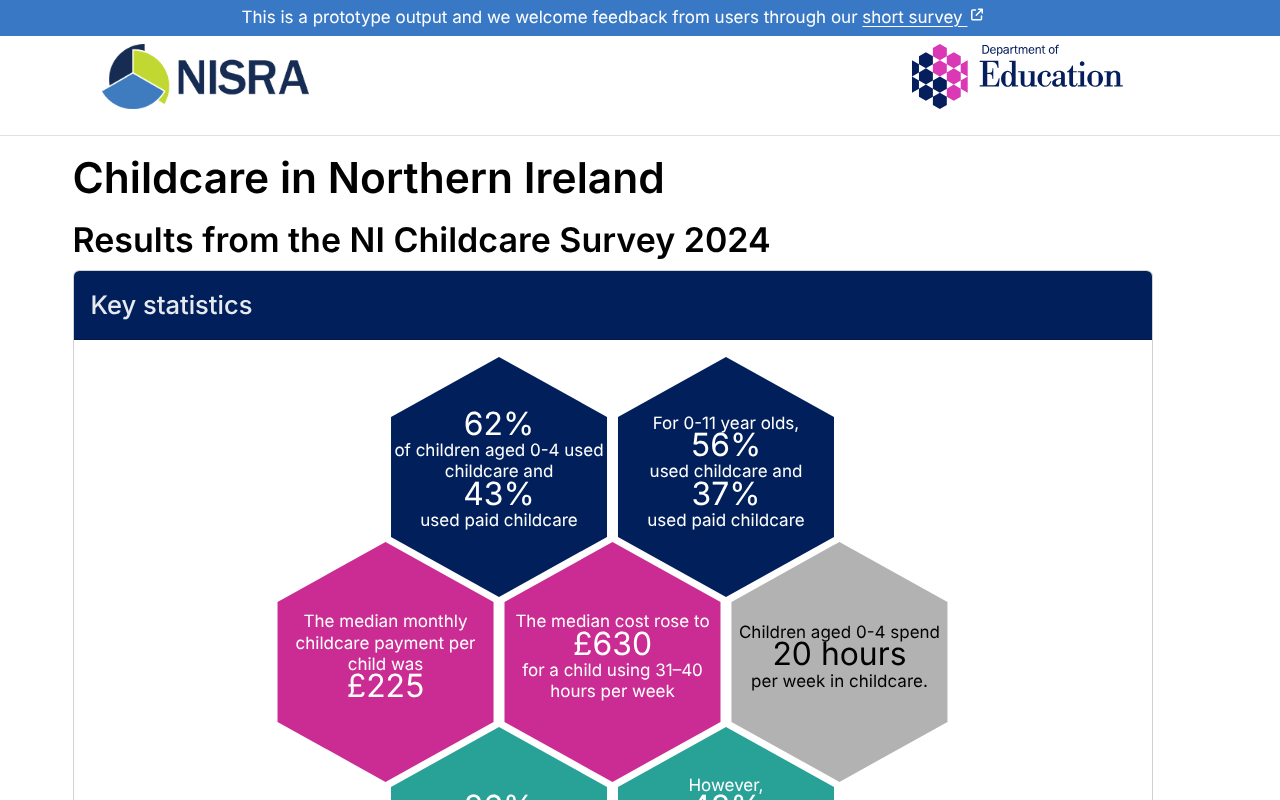 This is a prototype output and we welcome feedback from users through our short survey
NISRA
Department of
Education
Childcare in Northern Ireland
Results from the NI Childcare Survey 2024
Key statistics
62%
of children aged 0-4 used
childcare and
43%
used paid childcare
For 0-11 year olds,
56%
used childcare and
37%
used paid childcare
The median monthly
childcare payment per
child was
£225
The median cost rose to
£630
for a child using 31–40
hours per week
Children aged 0-4 spend
20 hours
per week in childcare.
However,